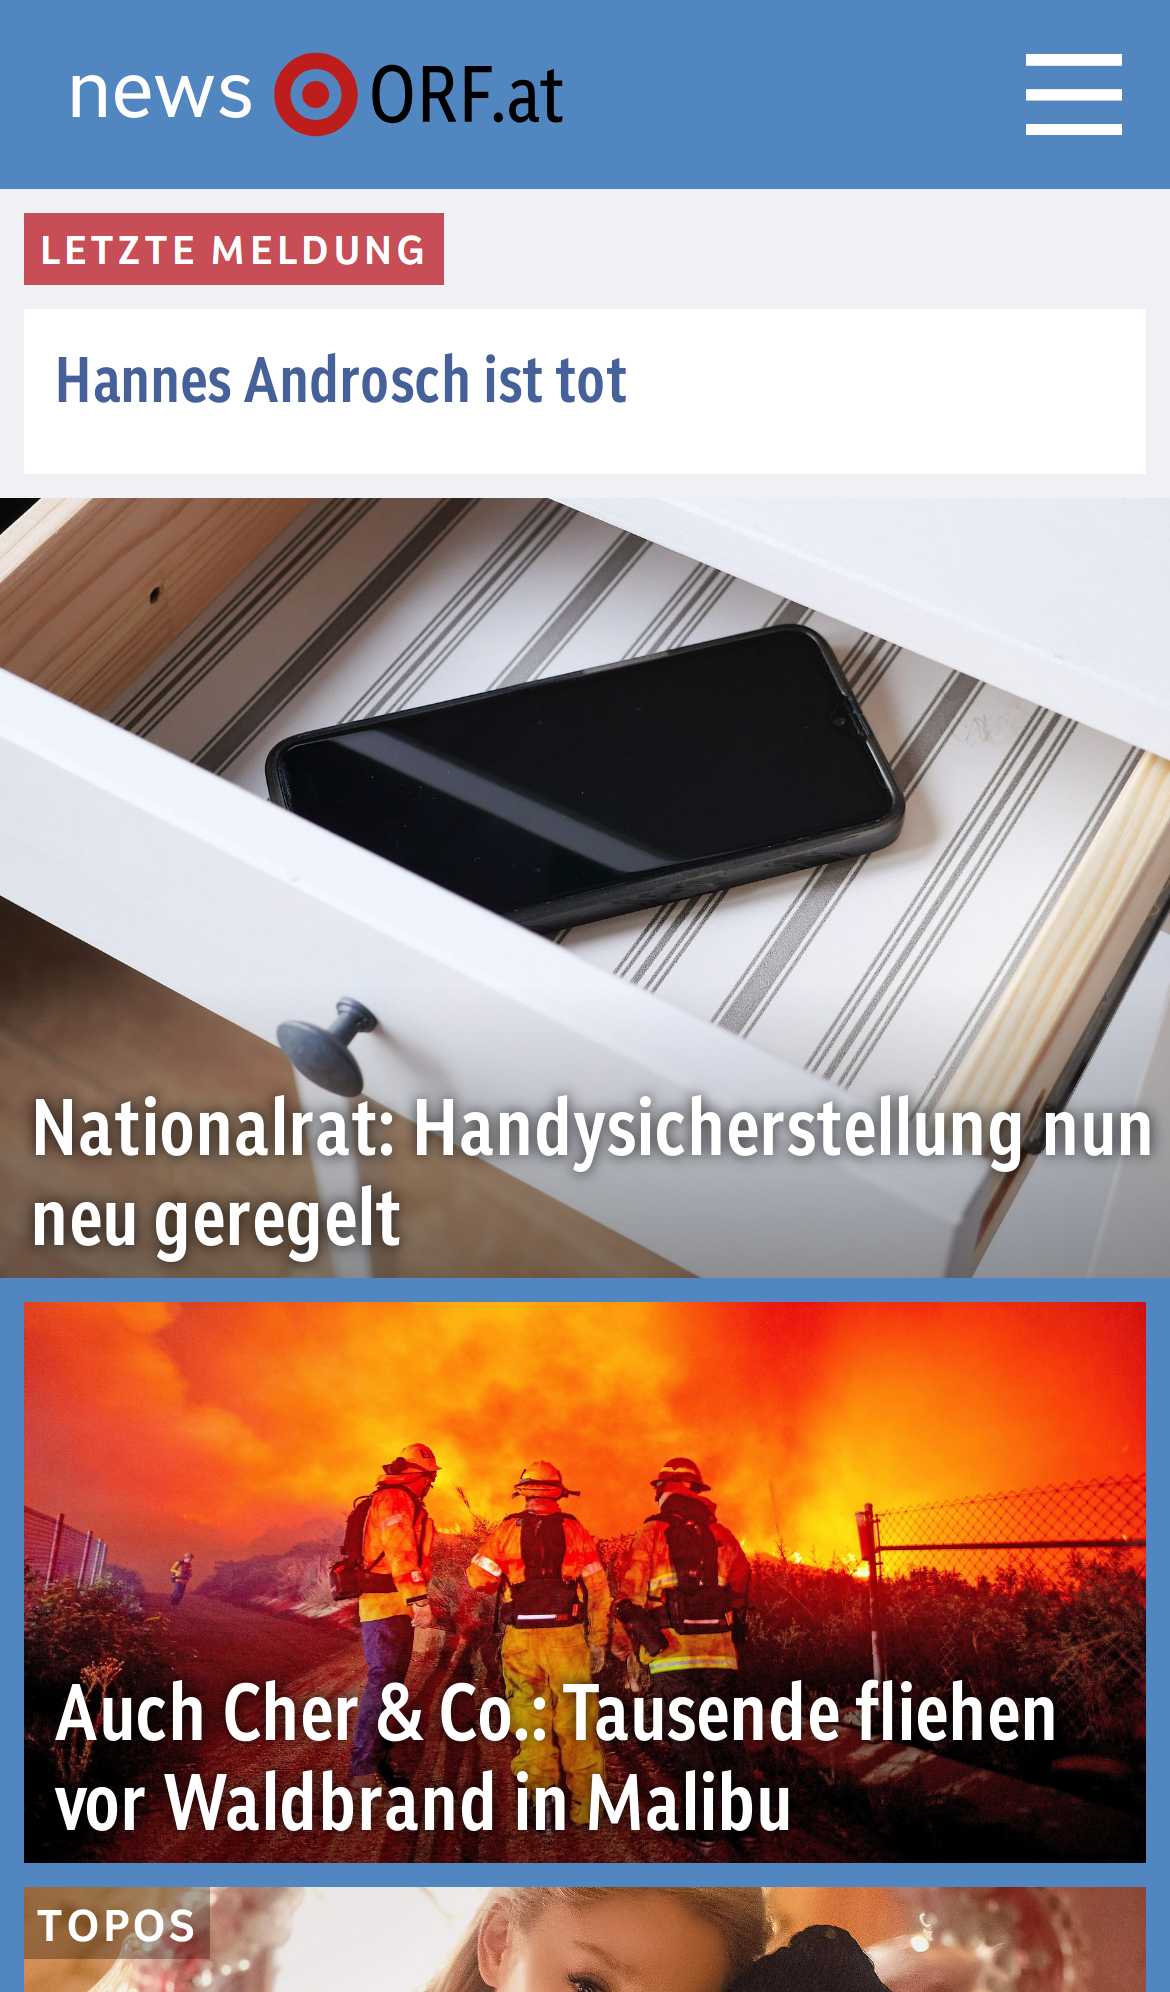 news ORF.at
LETZTE MELDUNG
Hannes Androsch ist tot
Nationalrat: Handysicherstellung nun
neu geregelt
Auch Cher & Co.: Tausende fliehen
vor Waldbrand in Malibu
TOPOS